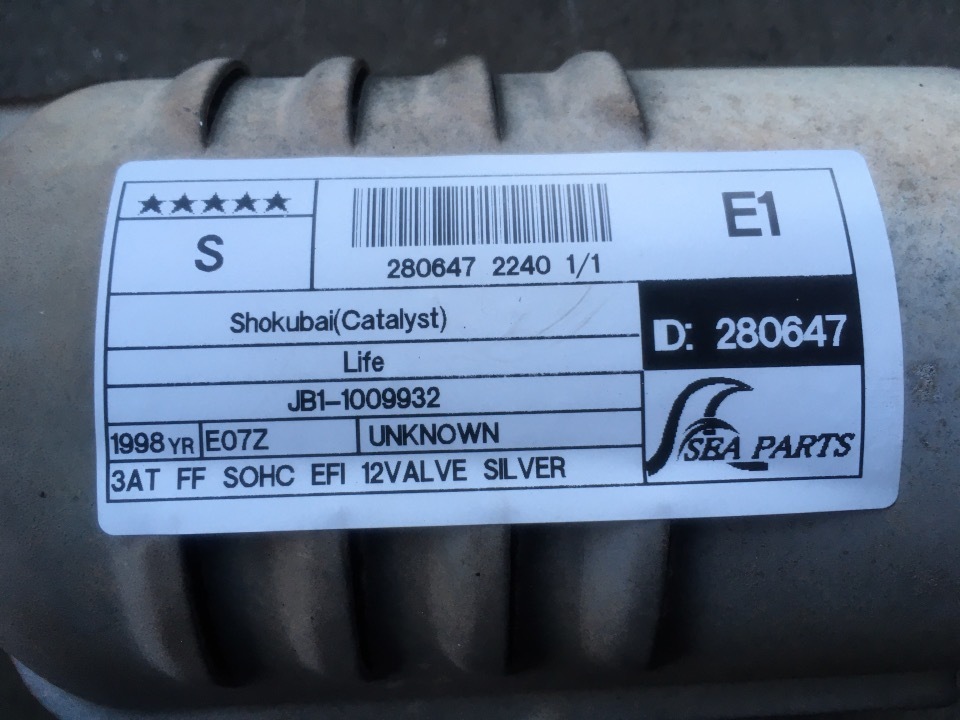 ★★★★★
S
280647 2240 1/1
E1
Shokubai(Catalyst)
ID: 280647
Life
JB1-1009932
1998 YR E07Z UNKNOWN
SEA PARTS
3AT FF SOHC EFI 12VALVE SILVER